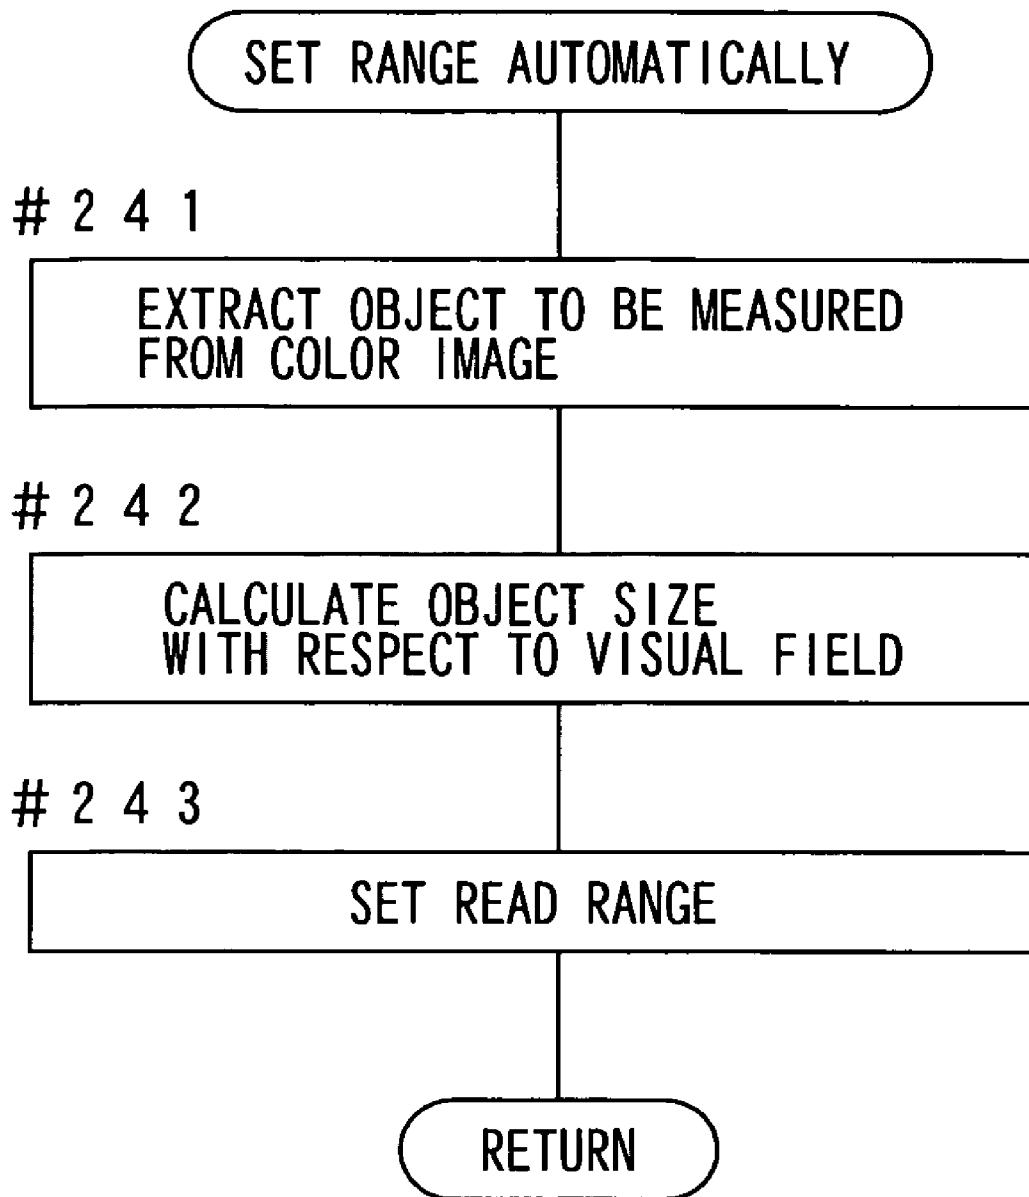 SET RANGE AUTOMATICALLY
#241
EXTRACT OBJECT TO BE MEASURED
FROM COLOR IMAGE
#242
CALCULATE OBJECT SIZE
WITH RESPECT TO VISUAL FIELD
#243
SET READ RANGE
RETURN